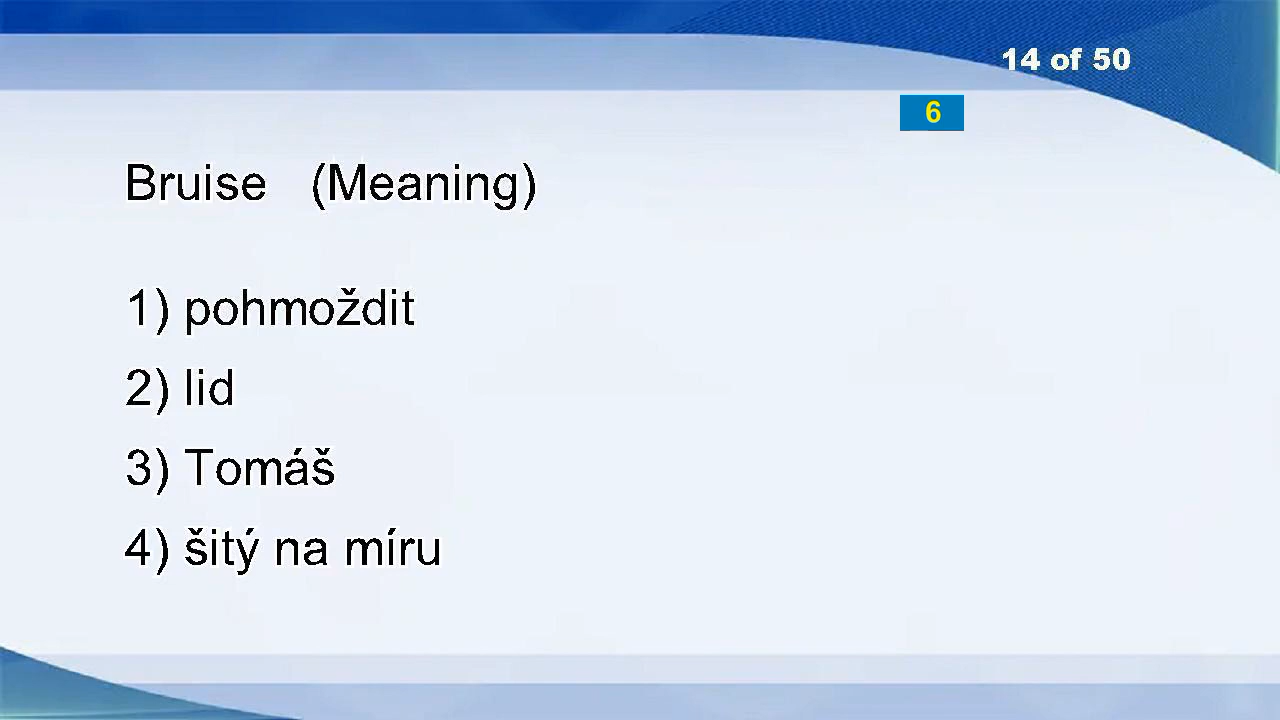 14 of 50
6
Bruise (Meaning)
1) pohmoždit
2) lid
3) Tomáš
4) šitý na míru